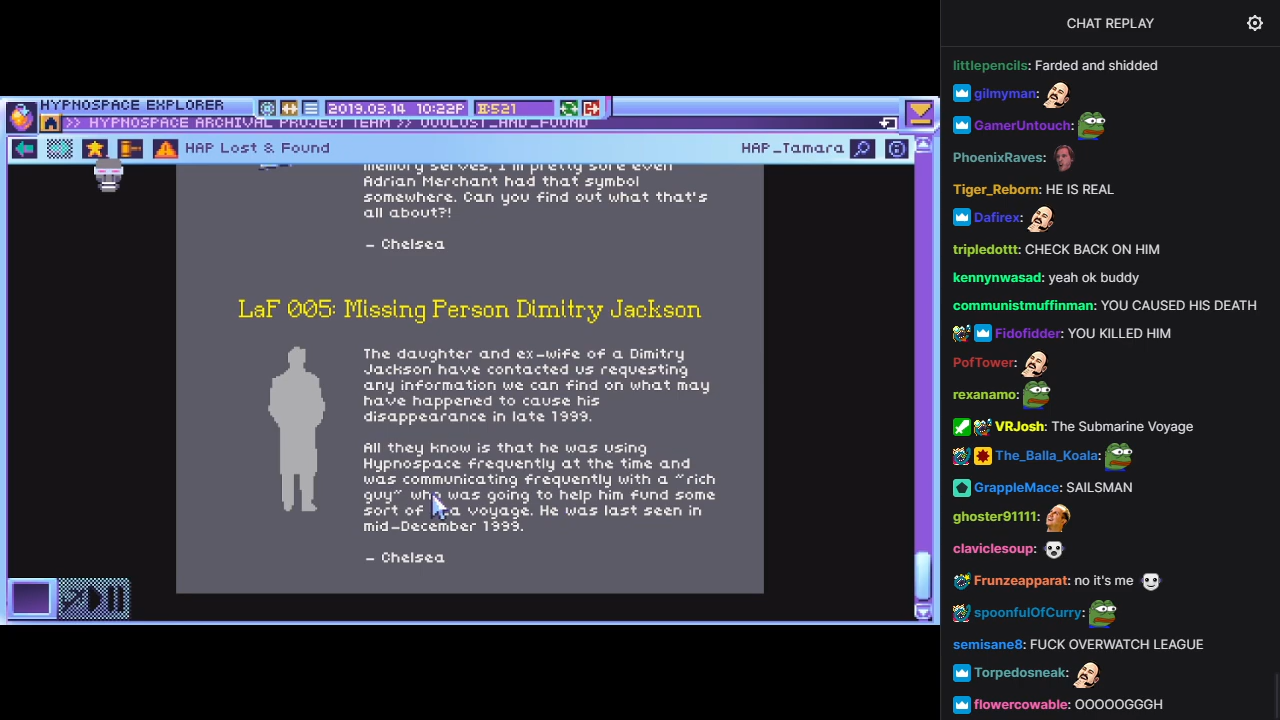 HYPNOSPACE EXPLORER
2019.03.14 10:22P
521
>> HYPNOSPACE ARCHIVAL PROJECT TEAM >> 000LOST_AND_FOUND
HAP Lost & Found
HAP_Tamara
memory serves, I'm pretty sure even
Adrian Merchant had that symbol
somewhere. Can you find out what that's
all about?!
- Chelsea
LaF 005: Missing Person Dimitry Jackson
The daughter and ex-wife of a Dimitry
Jackson have contacted us requesting
any information we can find on what may
have happened to cause his
disappearance in late 1999.
All they know is that he was using
Hypnospace frequently at the time and
was communicating frequently with a "rich
guy" who was going to help him fund some
sort of sea voyage. He was last seen in
mid-December 1999.
- Chelsea
CHAT REPLAY
littlepencils: Farded and shidded
gilmyman:
GamerUntouch:
PhoenixRaves:
Tiger_Reborn: HE IS REAL
Dafirex:
tripledottt: CHECK BACK ON HIM
kennynwasad: yeah ok buddy
communistmuffinman: YOU CAUSED HIS DEATH
Fidofidder: YOU KILLED HIM
PofTower:
rexanamo:
VRJosh: The Submarine Voyage
The_Balla_Koala:
GrappleMace: SAILSMAN
ghoster91111:
claviclesoup:
Frunzeapparat: no it's me
spoonfulOfCurry:
semisane8: FUCK OVERWATCH LEAGUE
Torpedosneak:
flowercowable: OOOOOGGGH